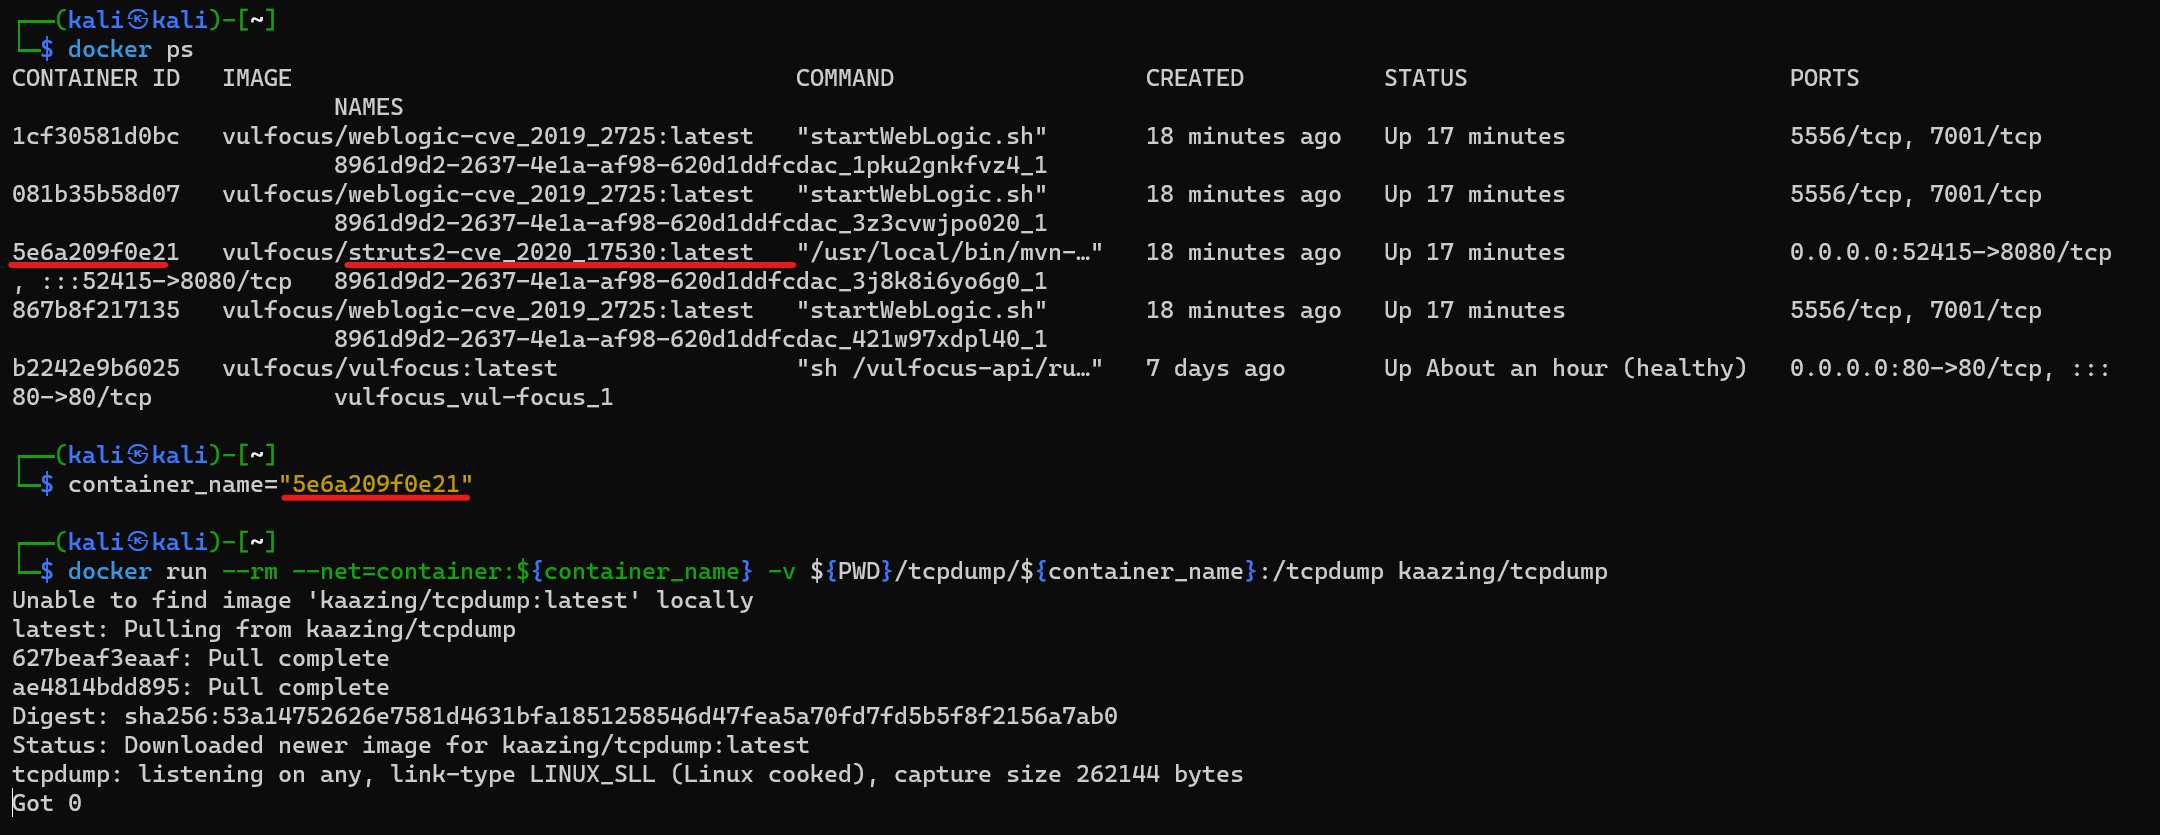 (kali㉿kali)-[~]
$ docker ps
CONTAINER ID   IMAGE                                    COMMAND                  CREATED          STATUS                       PORTS
                       NAMES
1cf30581d0bc   vulfocus/weblogic-cve_2019_2725:latest   "startWebLogic.sh"       18 minutes ago   Up 17 minutes                5556/tcp, 7001/tcp
                       8961d9d2-2637-4e1a-af98-620d1ddfcdac_1pku2gnkfvz4_1
081b35b58d07   vulfocus/weblogic-cve_2019_2725:latest   "startWebLogic.sh"       18 minutes ago   Up 17 minutes                5556/tcp, 7001/tcp
                       8961d9d2-2637-4e1a-af98-620d1ddfcdac_3z3cvwjpo020_1
5e6a209f0e21   vulfocus/struts2-cve_2020_17530:latest   "/usr/local/bin/mvn-…"   18 minutes ago   Up 17 minutes                0.0.0.0:52415->8080/tcp
, :::52415->8080/tcp   8961d9d2-2637-4e1a-af98-620d1ddfcdac_3j8k8i6yo6g0_1
867b8f217135   vulfocus/weblogic-cve_2019_2725:latest   "startWebLogic.sh"       18 minutes ago   Up 17 minutes                5556/tcp, 7001/tcp
                       8961d9d2-2637-4e1a-af98-620d1ddfcdac_421w97xdpl40_1
b2242e9b6025   vulfocus/vulfocus:latest                 "sh /vulfocus-api/ru…"   7 days ago       Up About an hour (healthy)   0.0.0.0:80->80/tcp, :::
80->80/tcp             vulfocus_vul-focus_1
(kali㉿kali)-[~]
$ container_name="5e6a209f0e21"
(kali㉿kali)-[~]
$ docker run --rm --net=container:${container_name} -v ${PWD}/tcpdump/${container_name}:/tcpdump kaazing/tcpdump
Unable to find image 'kaazing/tcpdump:latest' locally
latest: Pulling from kaazing/tcpdump
627beaf3eaaf: Pull complete
ae4814bdd895: Pull complete
Digest: sha256:53a14752626e7581d4631bfa1851258546d47fea5a70fd7fd5b5f8f2156a7ab0
Status: Downloaded newer image for kaazing/tcpdump:latest
tcpdump: listening on any, link-type LINUX_SLL (Linux cooked), capture size 262144 bytes
Got 0